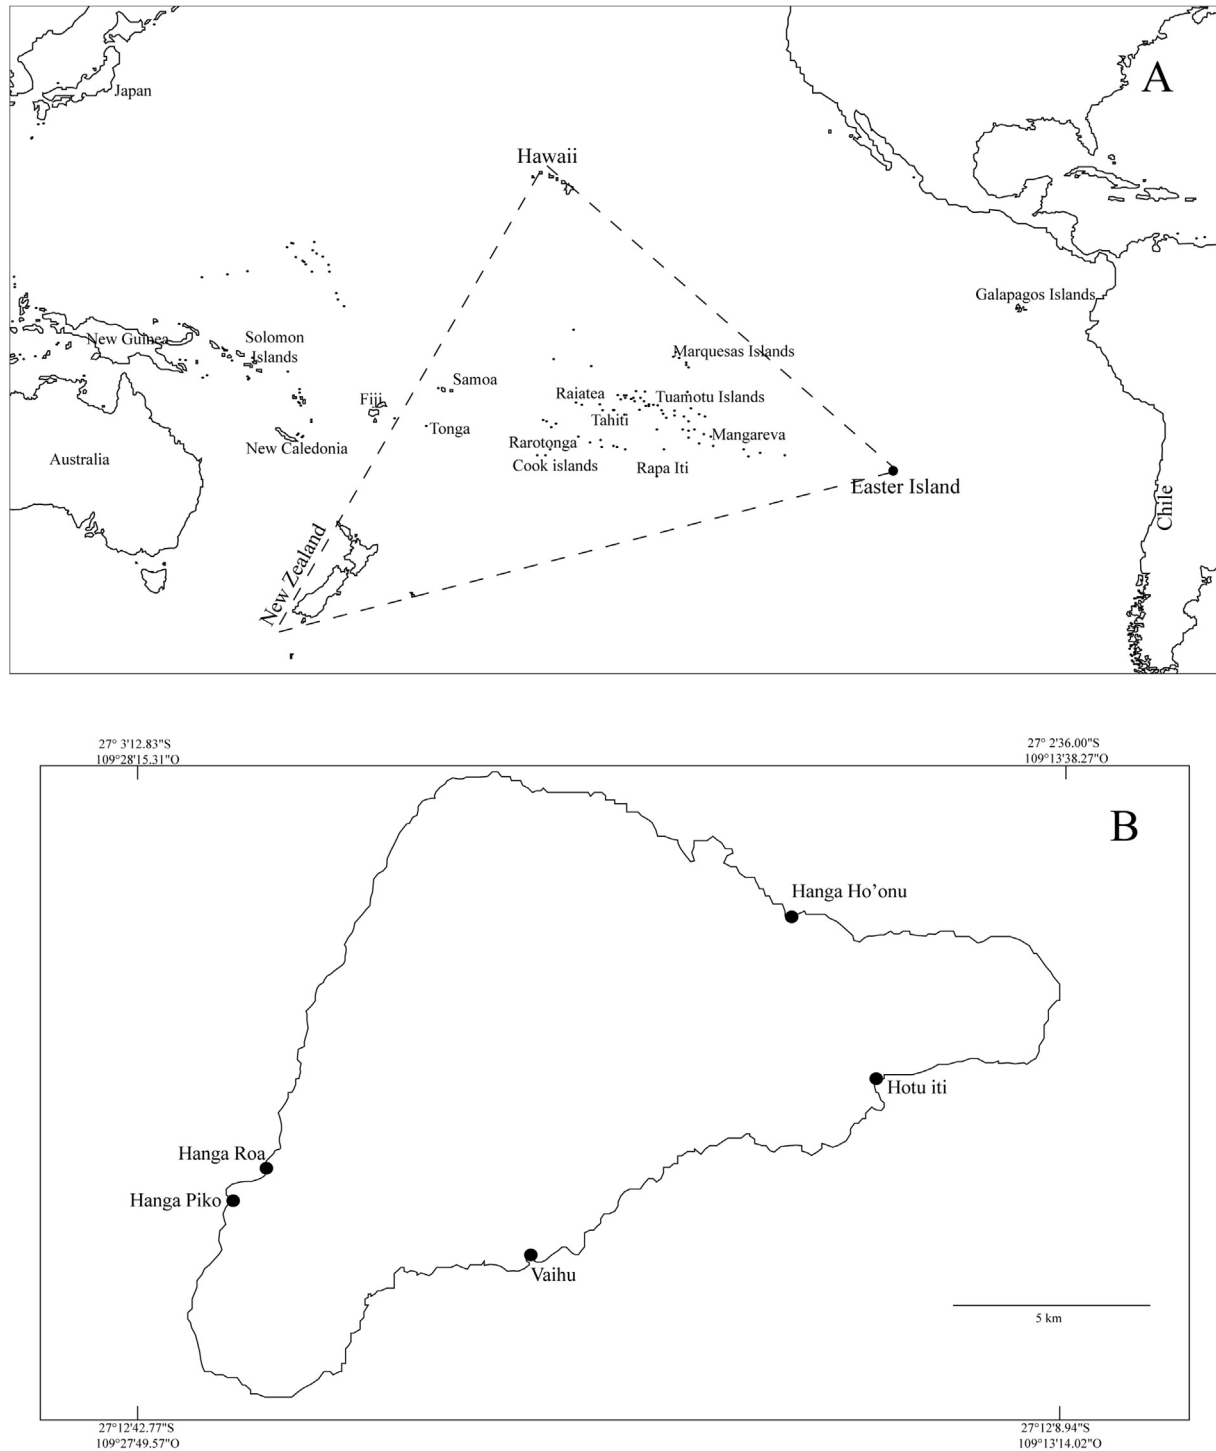 A
Japan
Hawaii
Galapagos Islands
New Guinea
Solomon
Islands
Marquesas Islands
Samoa
Fiji
Raiatea
Tuamotu Islands
Tahiti
Tonga
Mangareva
New Caledonia
Rarotonga
Australia
Cook islands
Rapa Iti
Easter Island
Chile
New Zealand
27° 3'12.83"S
109°28'15.31"O
27° 2'36.00"S
109°13'38.27"O
B
Hanga Ho’onu
Hotu iti
Hanga Roa
Hanga Piko
Vaihu
5 km
27°12'42.77"S
109°27'49.57"O
27°12'8.94"S
109°13'14.02"O